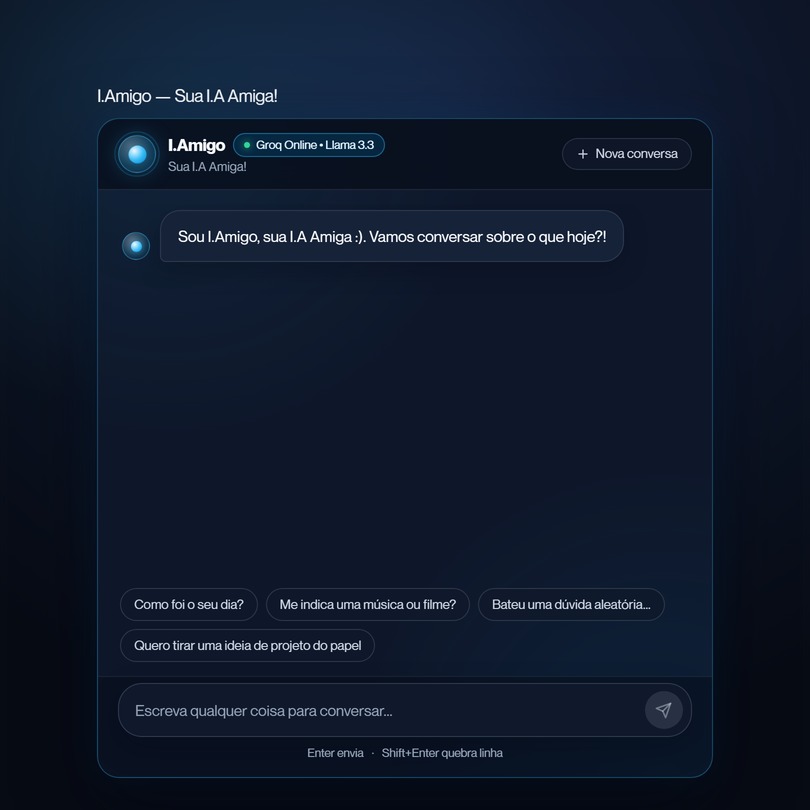 I.Amigo — Sua I.A Amiga!
I.Amigo
Groq Online • Llama 3.3
Sua I.A Amiga!
+ Nova conversa
Sou I.Amigo, sua I.A Amiga :). Vamos conversar sobre o que hoje?!
Como foi o seu dia?
Me indica uma música ou filme?
Bateu uma dúvida aleatória...
Quero tirar uma ideia de projeto do papel
Escreva qualquer coisa para conversar...
Enter envia · Shift+Enter quebra linha